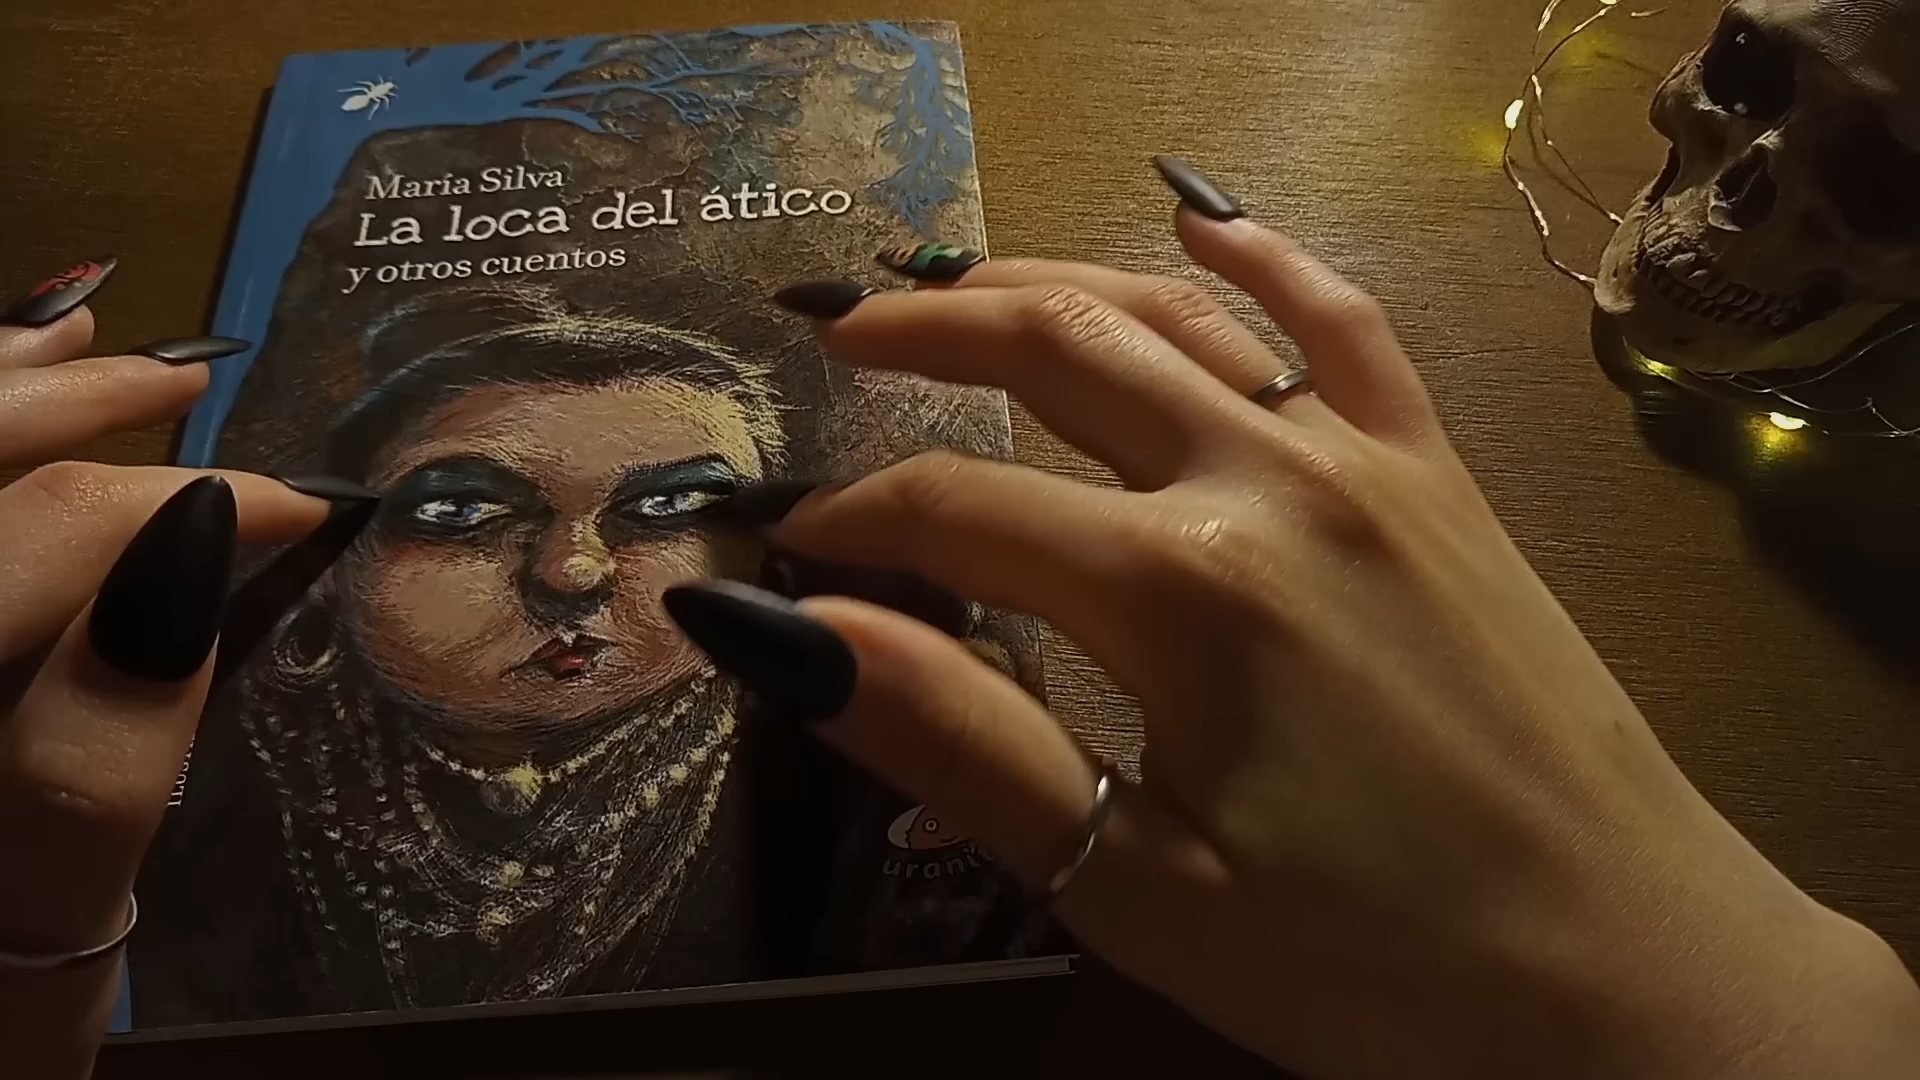 María Silva
La loca del ático
y otros cuentos